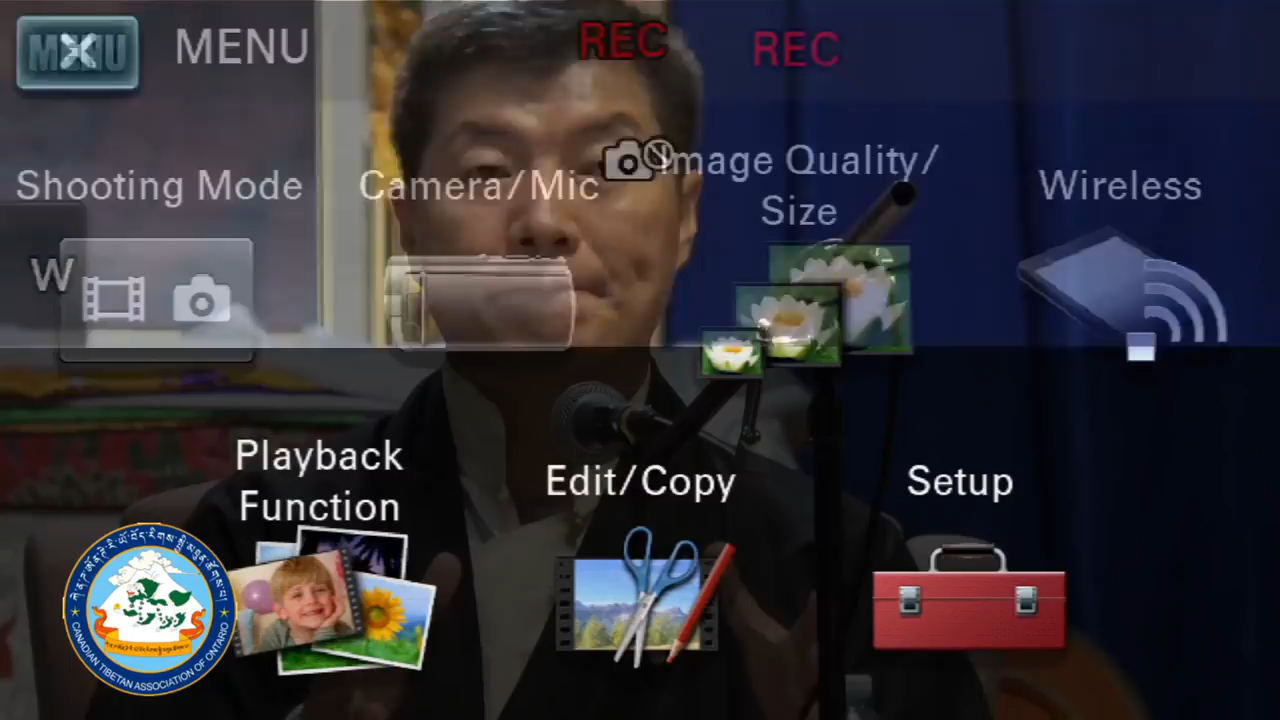 MENU
MENU
REC
REC
Shooting Mode
Camera/Mic
Image Quality/
Size
Wireless
W
Playback
Function
Edit/Copy
Setup
CANADIAN TIBETAN ASSOCIATION OF ONTARIO